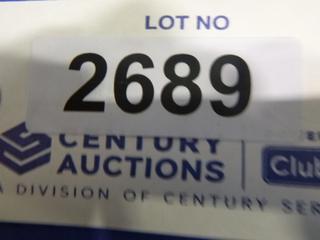 LOT NO
2689
CENTURY
AUCTIONS
Club
A DIVISION OF CENTURY SER